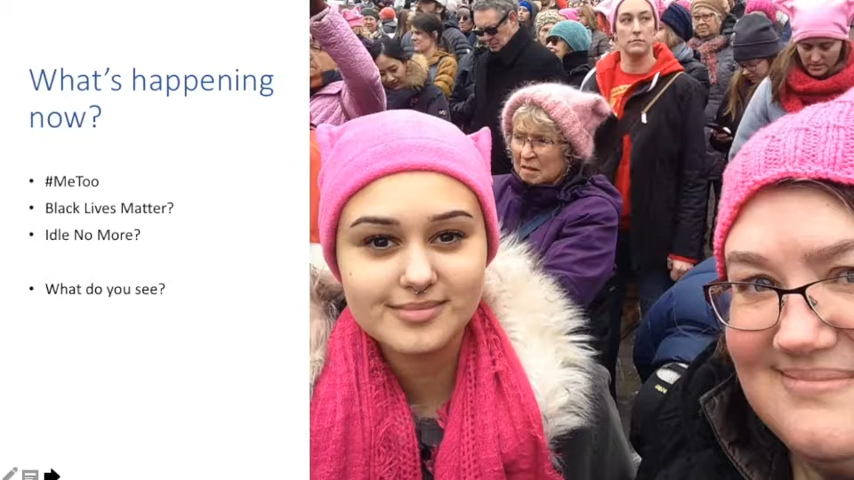 What's happening
now?
• #MeToo
• Black Lives Matter?
• Idle No More?
• What do you see?